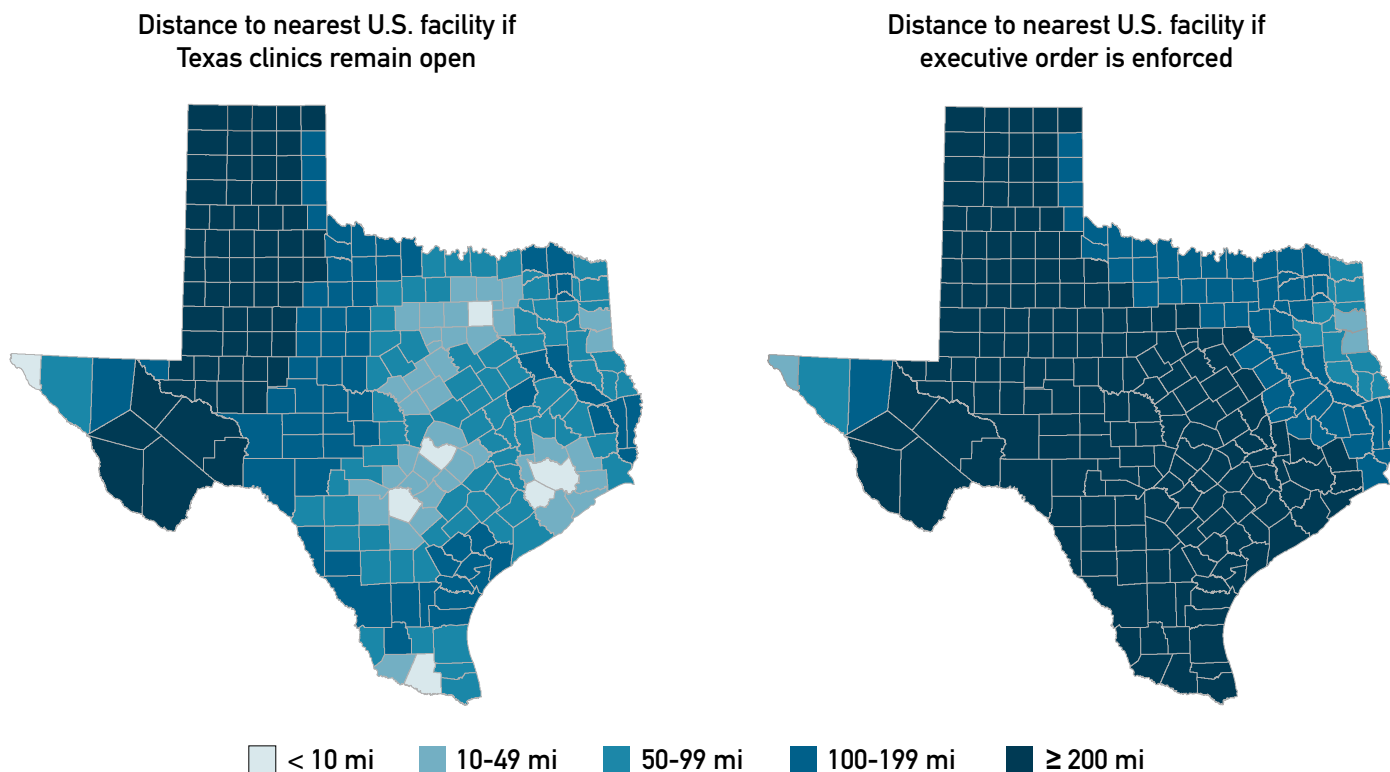 Distance to nearest U.S. facility if
Texas clinics remain open
Distance to nearest U.S. facility if
executive order is enforced
< 10 mi
10-49 mi
50-99 mi
100-199 mi
≥ 200 mi